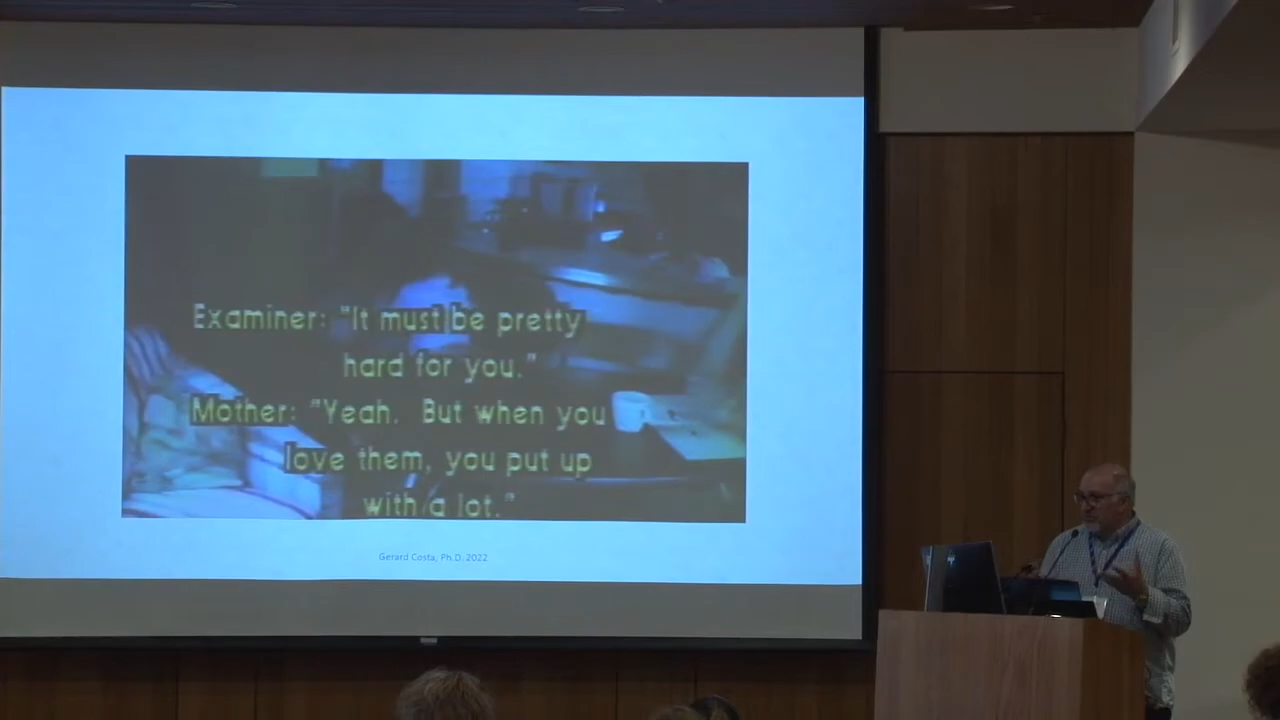 Examiner: "It must be pretty
hard for you."
Mother: "Yeah. But when you
love them, you put up
with a lot."
Gerard Costa, Ph.D. 2022